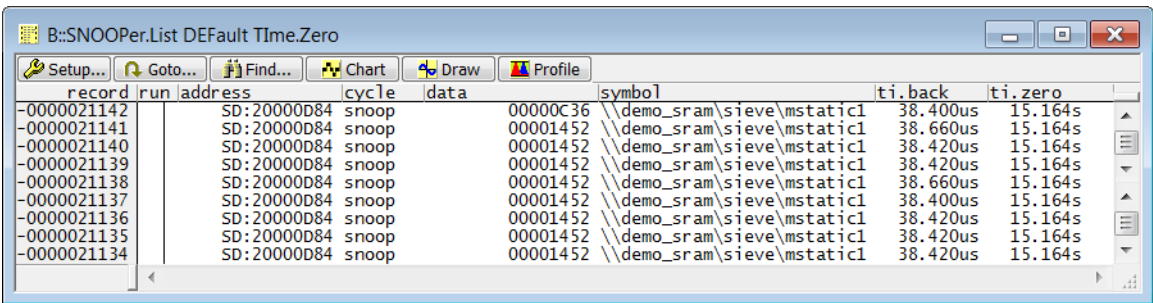 B::SNOOPer.List DEFault TIme.Zero
Setup... Goto... Find... Chart Draw Profile
record run address cycle data symbol ti.back ti.zero
-0000021142 SD:20000D84 snoop 00000C36 \\demo_sram\sieve\mstatic1 38.400us 15.164s
-0000021141 SD:20000D84 snoop 00001452 \\demo_sram\sieve\mstatic1 38.660us 15.164s
-0000021140 SD:20000D84 snoop 00001452 \\demo_sram\sieve\mstatic1 38.420us 15.164s
-0000021139 SD:20000D84 snoop 00001452 \\demo_sram\sieve\mstatic1 38.420us 15.164s
-0000021138 SD:20000D84 snoop 00001452 \\demo_sram\sieve\mstatic1 38.660us 15.164s
-0000021137 SD:20000D84 snoop 00001452 \\demo_sram\sieve\mstatic1 38.400us 15.164s
-0000021136 SD:20000D84 snoop 00001452 \\demo_sram\sieve\mstatic1 38.420us 15.164s
-0000021135 SD:20000D84 snoop 00001452 \\demo_sram\sieve\mstatic1 38.420us 15.164s
-0000021134 SD:20000D84 snoop 00001452 \\demo_sram\sieve\mstatic1 38.420us 15.164s